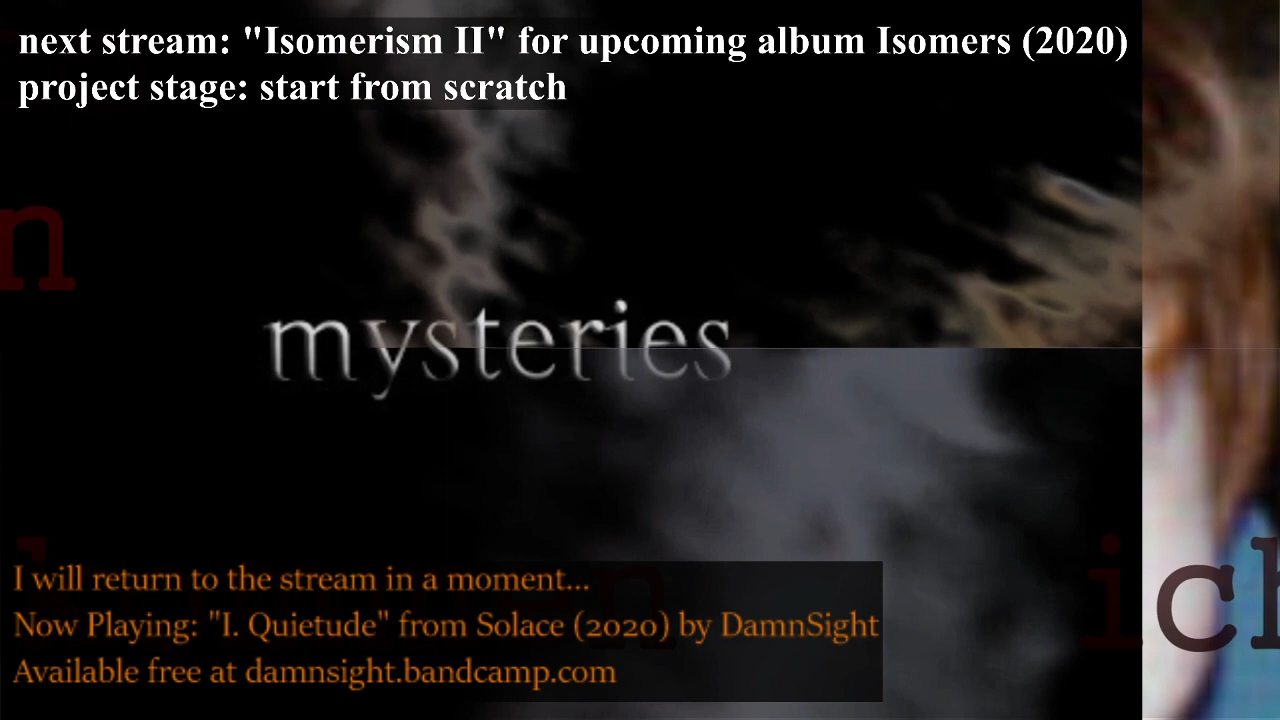 next stream: "Isomerism II" for upcoming album Isomers (2020)
project stage: start from scratch
n
mysteries
I will return to the stream in a moment...
Now Playing: "I. Quietude" from Solace (2020) by DamnSight
Available free at damnsight.bandcamp.com
ich